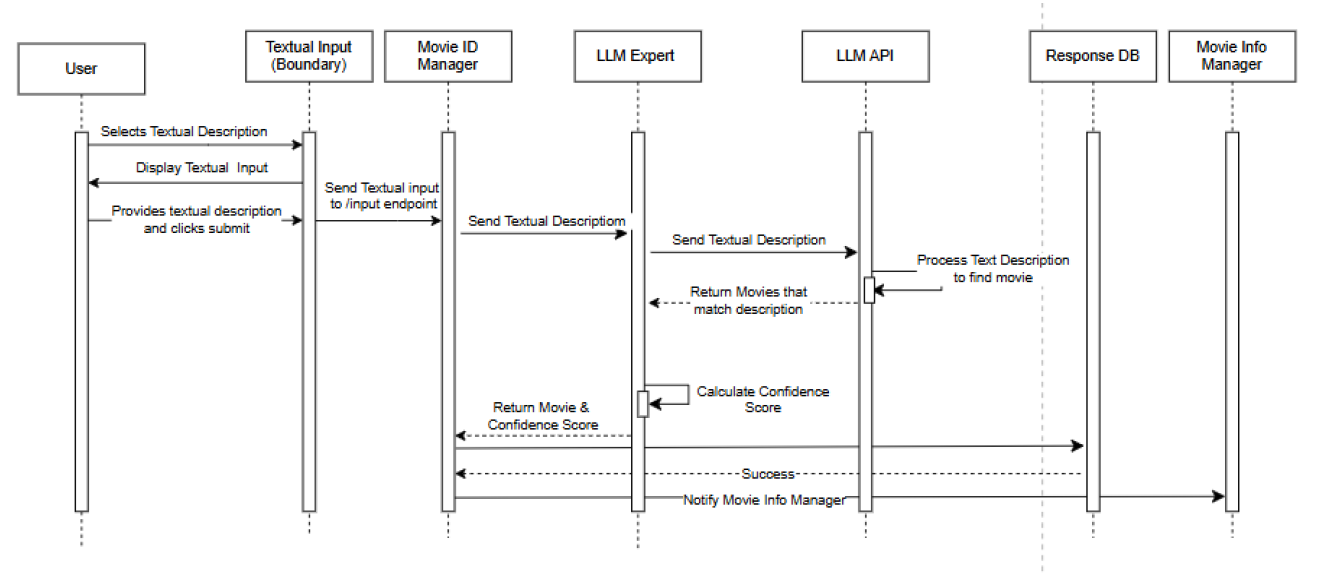 User
Textual Input
(Boundary)
Movie ID
Manager
LLM Expert
LLM API
Response DB
Movie Info
Manager
Selects Textual Description
Display Textual Input
Provides textual description
and clicks submit
Send Textual input
to /input endpoint
Send Textual Descriptiom
Send Textual Description
Process Text Description
to find movie
Return Movies that
match description
Calculate Confidence
Score
Return Movie &
Confidence Score
Success
Notify Movie Info Manager